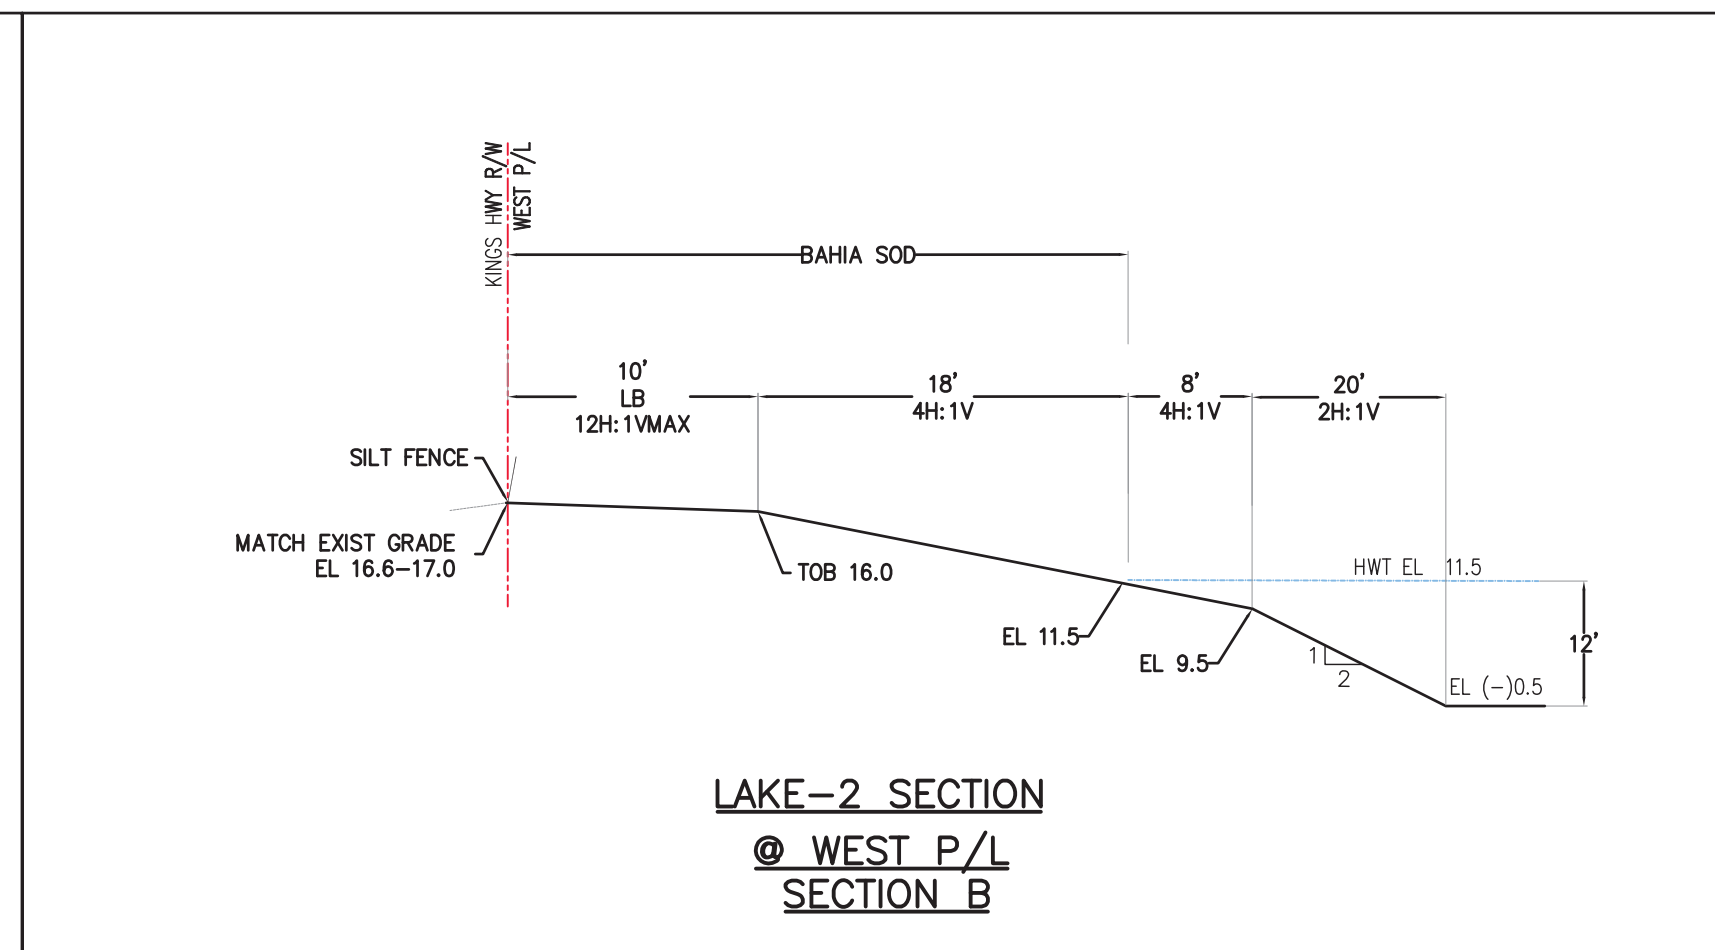 KINGS HWY R/W
WEST P/L
BAHIA SOD
10'
LB
12H:1VMAX
18'
4H:1V
8'
4H:1V
20'
2H:1V
SILT FENCE
MATCH EXIST GRADE
EL 16.6-17.0
TOB 16.0
HWT EL 11.5
EL 11.5
EL 9.5
1
2
12'
EL (-)0.5
LAKE-2 SECTION
@ WEST P/L
SECTION B